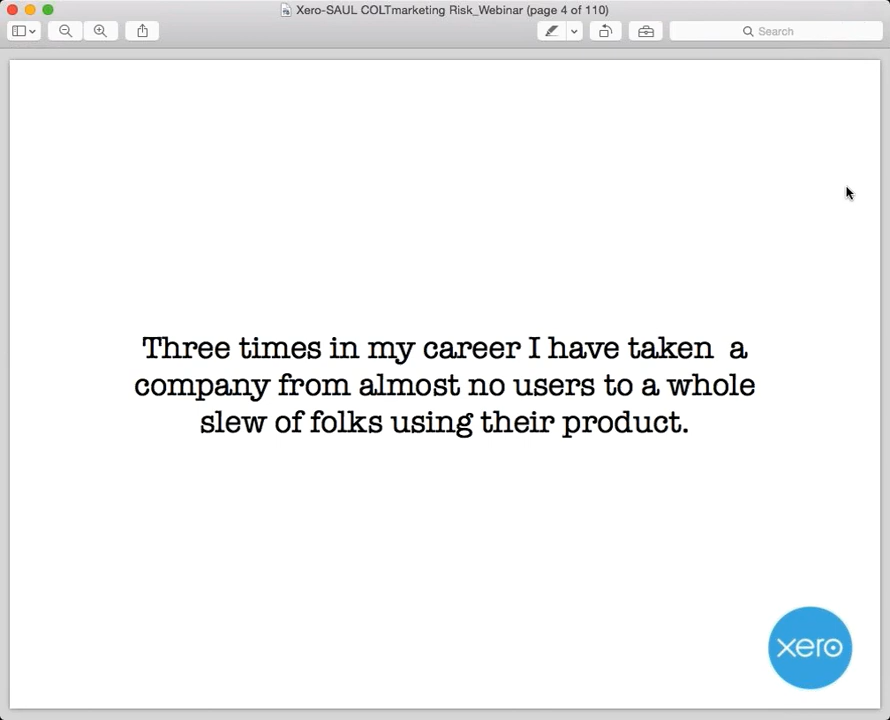 Xero-SAUL COLTmarketing Risk_Webinar (page 4 of 110)
Search
Three times in my career I have taken  a
company from almost no users to a whole
slew of folks using their product.
xero